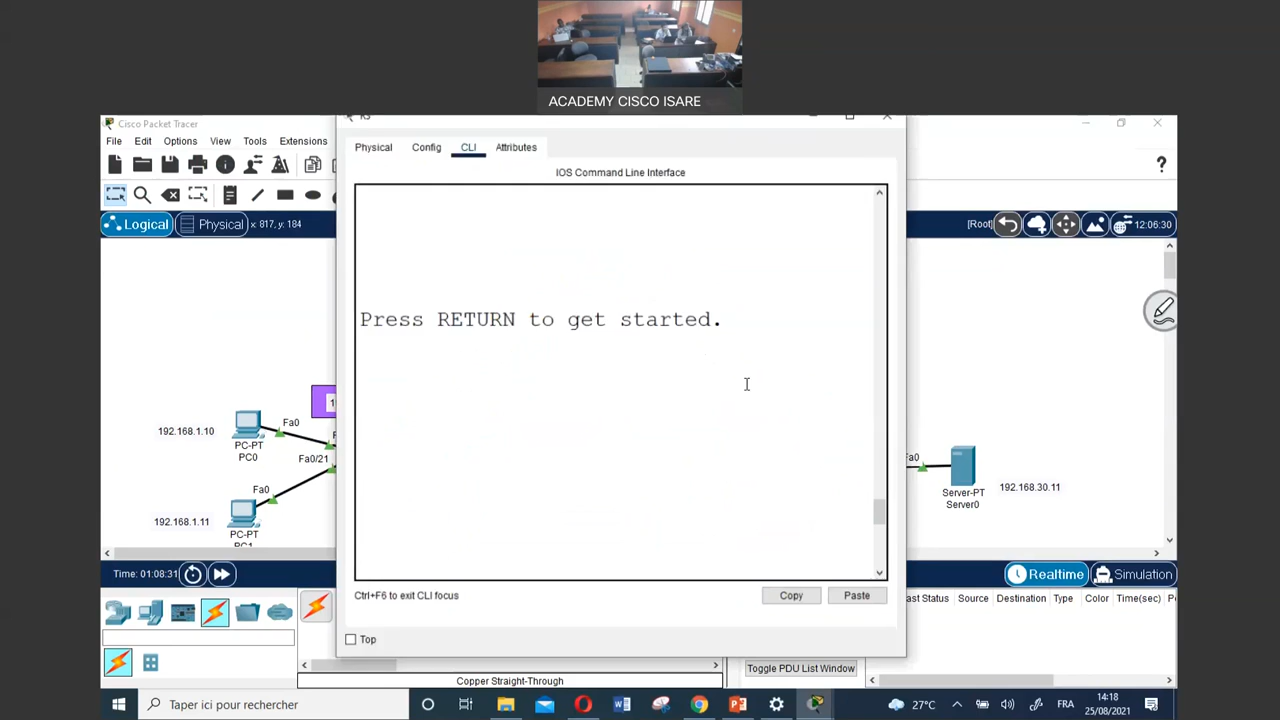 ACADEMY CISCO ISARE
Cisco Packet Tracer
File Edit View Tools Extensions
Physical Config CLI Attributes
IOS Command Line Interface
Logical Physical x: 817, y: 184
[Root] 12:06:30
Press RETURN to get started.
192.168.1.10
Fa0
PC-PT
PC0
Fa0/21
Fa0
192.168.1.11
PC-PT
PC1
Fa0
Server-PT
Server0
192.168.30.11
Time: 01:08:31
Realtime Simulation
Ctrl+F6 to exit CLI focus
Copy Paste
Top
ast Status Source Destination Type Color Time(sec)
Toggle PDU List Window
Copper Straight-Through
Taper ici pour rechercher
27°C FRA 14:18
25/08/2021